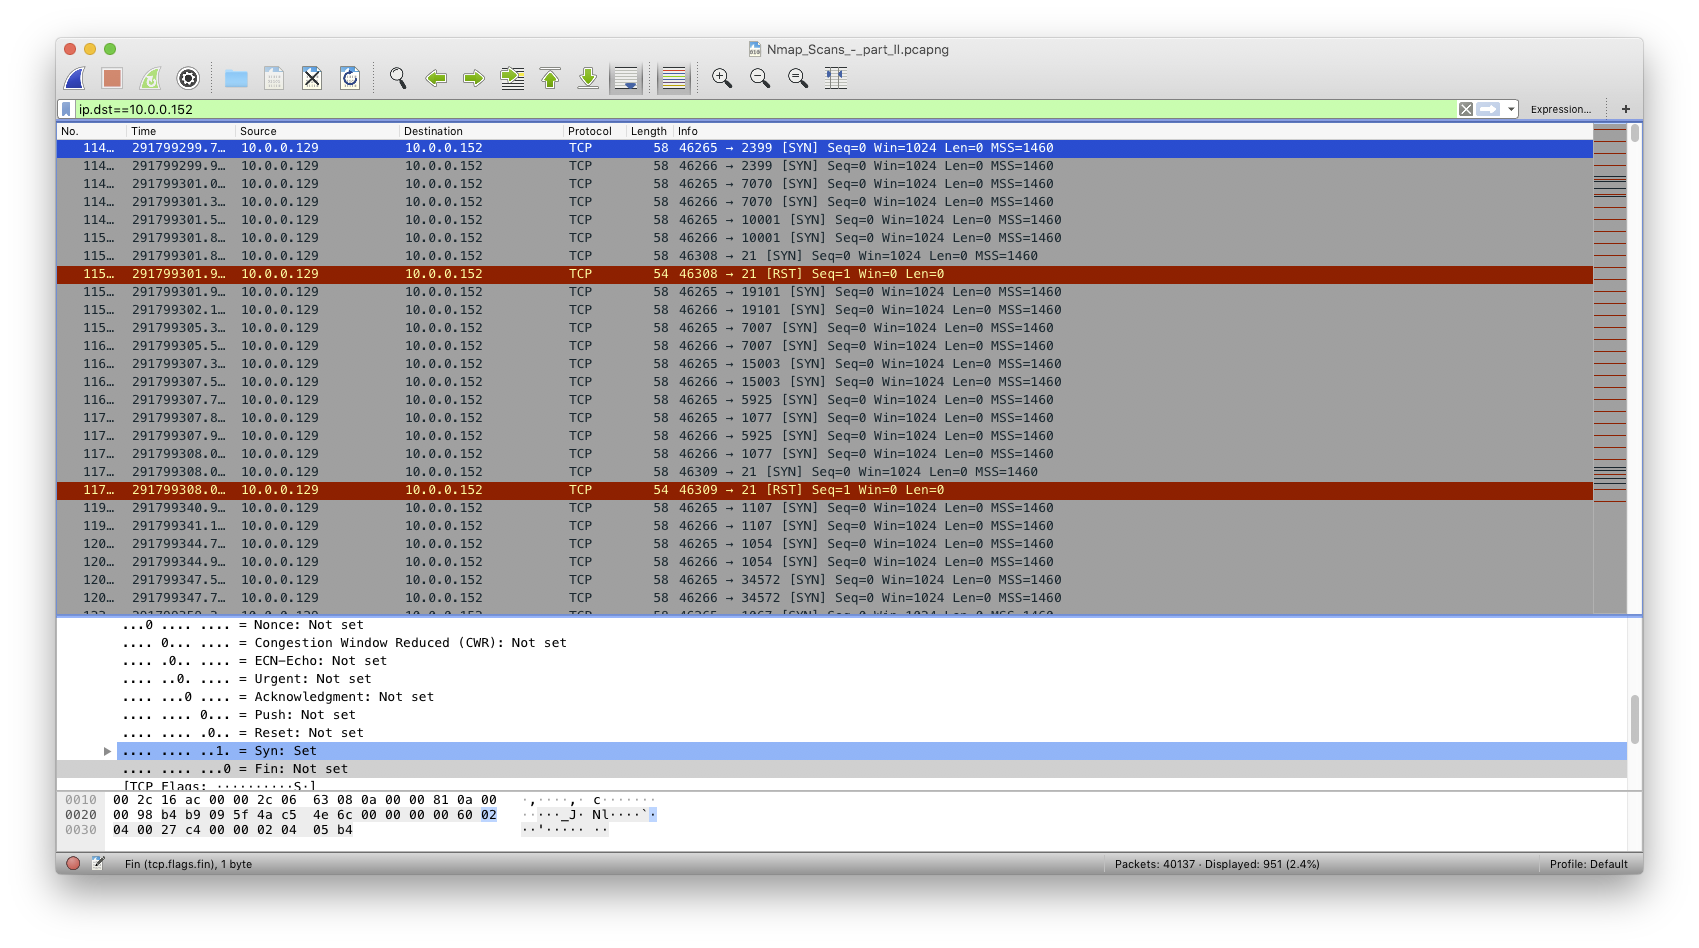 Nmap_Scans_-_part_II.pcapng
ip.dst==10.0.0.152
Expression…
+
No. Time Source Destination Protocol Length Info
114… 291799299.7… 10.0.0.129 10.0.0.152 TCP 58 46265 → 2399 [SYN] Seq=0 Win=1024 Len=0 MSS=1460
114… 291799299.9… 10.0.0.129 10.0.0.152 TCP 58 46266 → 2399 [SYN] Seq=0 Win=1024 Len=0 MSS=1460
114… 291799301.0… 10.0.0.129 10.0.0.152 TCP 58 46265 → 7070 [SYN] Seq=0 Win=1024 Len=0 MSS=1460
114… 291799301.3… 10.0.0.129 10.0.0.152 TCP 58 46266 → 7070 [SYN] Seq=0 Win=1024 Len=0 MSS=1460
114… 291799301.5… 10.0.0.129 10.0.0.152 TCP 58 46265 → 10001 [SYN] Seq=0 Win=1024 Len=0 MSS=1460
115… 291799301.8… 10.0.0.129 10.0.0.152 TCP 58 46266 → 10001 [SYN] Seq=0 Win=1024 Len=0 MSS=1460
115… 291799301.8… 10.0.0.129 10.0.0.152 TCP 58 46308 → 21 [SYN] Seq=0 Win=1024 Len=0 MSS=1460
115… 291799301.9… 10.0.0.129 10.0.0.152 TCP 54 46308 → 21 [RST] Seq=1 Win=0 Len=0
115… 291799301.9… 10.0.0.129 10.0.0.152 TCP 58 46265 → 19101 [SYN] Seq=0 Win=1024 Len=0 MSS=1460
115… 291799302.1… 10.0.0.129 10.0.0.152 TCP 58 46266 → 19101 [SYN] Seq=0 Win=1024 Len=0 MSS=1460
115… 291799305.3… 10.0.0.129 10.0.0.152 TCP 58 46265 → 7007 [SYN] Seq=0 Win=1024 Len=0 MSS=1460
116… 291799305.5… 10.0.0.129 10.0.0.152 TCP 58 46266 → 7007 [SYN] Seq=0 Win=1024 Len=0 MSS=1460
116… 291799307.3… 10.0.0.129 10.0.0.152 TCP 58 46265 → 15003 [SYN] Seq=0 Win=1024 Len=0 MSS=1460
116… 291799307.5… 10.0.0.129 10.0.0.152 TCP 58 46266 → 15003 [SYN] Seq=0 Win=1024 Len=0 MSS=1460
116… 291799307.7… 10.0.0.129 10.0.0.152 TCP 58 46265 → 5925 [SYN] Seq=0 Win=1024 Len=0 MSS=1460
117… 291799307.8… 10.0.0.129 10.0.0.152 TCP 58 46265 → 1077 [SYN] Seq=0 Win=1024 Len=0 MSS=1460
117… 291799307.9… 10.0.0.129 10.0.0.152 TCP 58 46266 → 5925 [SYN] Seq=0 Win=1024 Len=0 MSS=1460
117… 291799308.0… 10.0.0.129 10.0.0.152 TCP 58 46266 → 1077 [SYN] Seq=0 Win=1024 Len=0 MSS=1460
117… 291799308.0… 10.0.0.129 10.0.0.152 TCP 58 46309 → 21 [SYN] Seq=0 Win=1024 Len=0 MSS=1460
117… 291799308.0… 10.0.0.129 10.0.0.152 TCP 54 46309 → 21 [RST] Seq=1 Win=0 Len=0
119… 291799340.9… 10.0.0.129 10.0.0.152 TCP 58 46265 → 1107 [SYN] Seq=0 Win=1024 Len=0 MSS=1460
119… 291799341.1… 10.0.0.129 10.0.0.152 TCP 58 46266 → 1107 [SYN] Seq=0 Win=1024 Len=0 MSS=1460
120… 291799344.7… 10.0.0.129 10.0.0.152 TCP 58 46265 → 1054 [SYN] Seq=0 Win=1024 Len=0 MSS=1460
120… 291799344.9… 10.0.0.129 10.0.0.152 TCP 58 46266 → 1054 [SYN] Seq=0 Win=1024 Len=0 MSS=1460
120… 291799347.5… 10.0.0.129 10.0.0.152 TCP 58 46265 → 34572 [SYN] Seq=0 Win=1024 Len=0 MSS=1460
120… 291799347.7… 10.0.0.129 10.0.0.152 TCP 58 46266 → 34572 [SYN] Seq=0 Win=1024 Len=0 MSS=1460
...0 .... .... = Nonce: Not set
.... 0... .... = Congestion Window Reduced (CWR): Not set
.... .0.. .... = ECN-Echo: Not set
.... ..0. .... = Urgent: Not set
.... ...0 .... = Acknowledgment: Not set
.... .... 0... = Push: Not set
.... .... .0.. = Reset: Not set
.... .... ..1. = Syn: Set
.... .... ...0 = Fin: Not set
[TCP Flags: ··········S·]
0010 00 2c 16 ac 00 00 2c 06 63 08 0a 00 00 81 0a 00 ·,····,· c·······
0020 00 98 b4 b9 09 5f 4a c5 4e 6c 00 00 00 00 60 02 ·····_J· Nl····`·
0030 04 00 27 c4 00 00 02 04 05 b4 ··'····· ··
Fin (tcp.flags.fin), 1 byte
Packets: 40137 · Displayed: 951 (2.4%)
Profile: Default